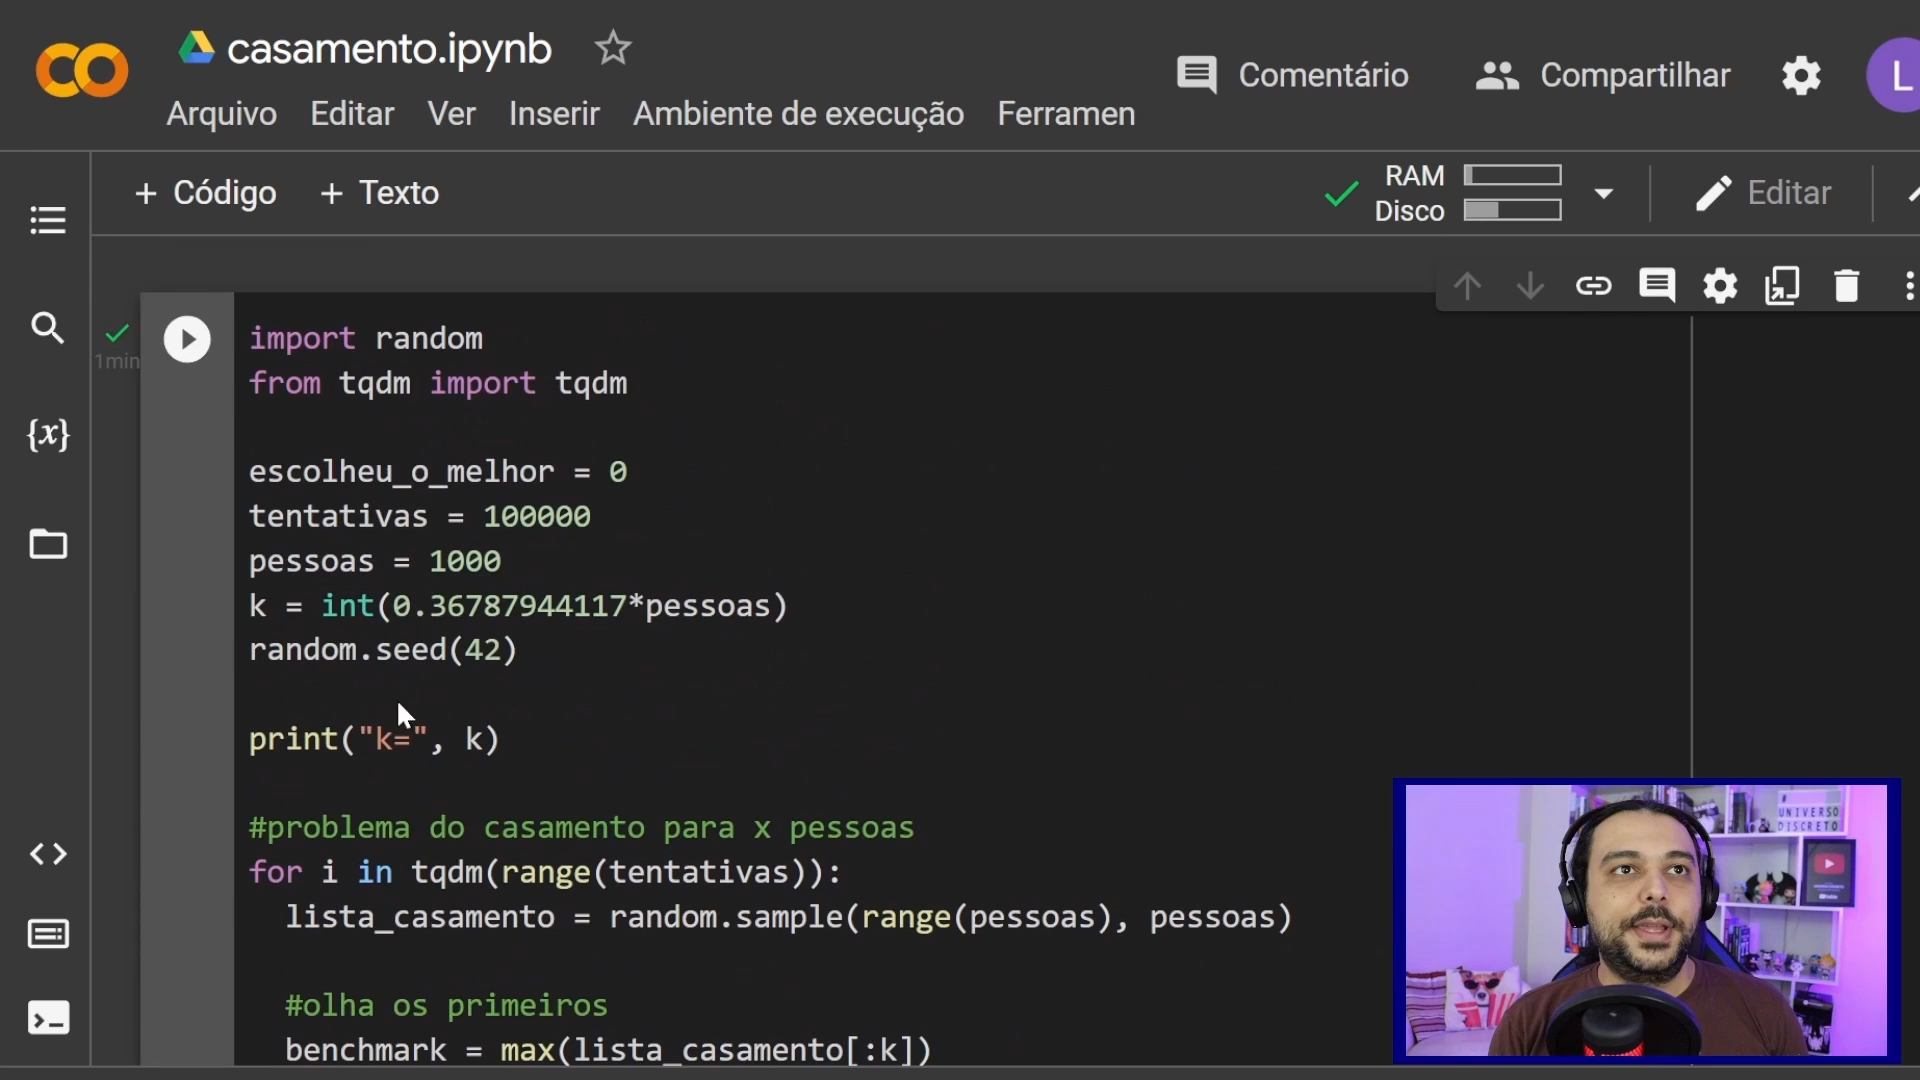 casamento.ipynb
Comentário
Compartilhar
L
Arquivo Editar Ver Inserir Ambiente de execução Ferramen
+ Código + Texto
RAM
Disco
Editar
{x}
1min
import random
from tqdm import tqdm
escolheu_o_melhor = 0
tentativas = 100000
pessoas = 1000
k = int(0.36787944117*pessoas)
random.seed(42)
print("k=", k)
#problema do casamento para x pessoas
for i in tqdm(range(tentativas)):
lista_casamento = random.sample(range(pessoas), pessoas)
#olha os primeiros
benchmark = max(lista_casamento[:k])
UNIVERSO
DISCRETO